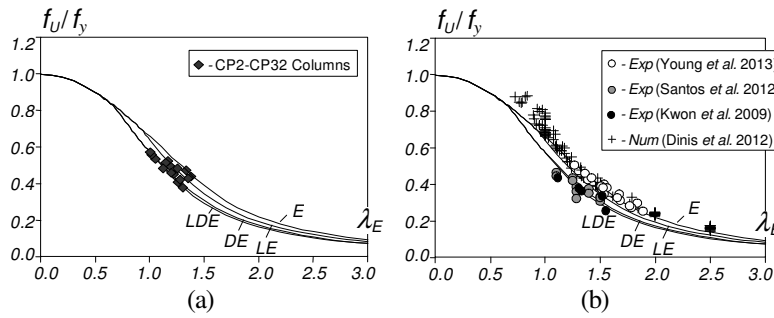 f_U / f_y
1.2
1.0
0.8
0.6
0.4
0.2
0.0
0.0 0.5 1.0 1.5 2.0 2.5 3.0
- CP2-CP32 Columns
E
λ_E
LDE
DE
LE
(a)
f_U / f_y
1.2
1.0
0.8
0.6
0.4
0.2
0.0
0.0 0.5 1.0 1.5 2.0 2.5 3.0
- Exp (Young et al. 2013)
- Exp (Santos et al. 2012
- Exp (Kwon et al. 2009)
- Num (Dinis et al. 2012)
E
λ_E
LDE
DE
LE
(b)